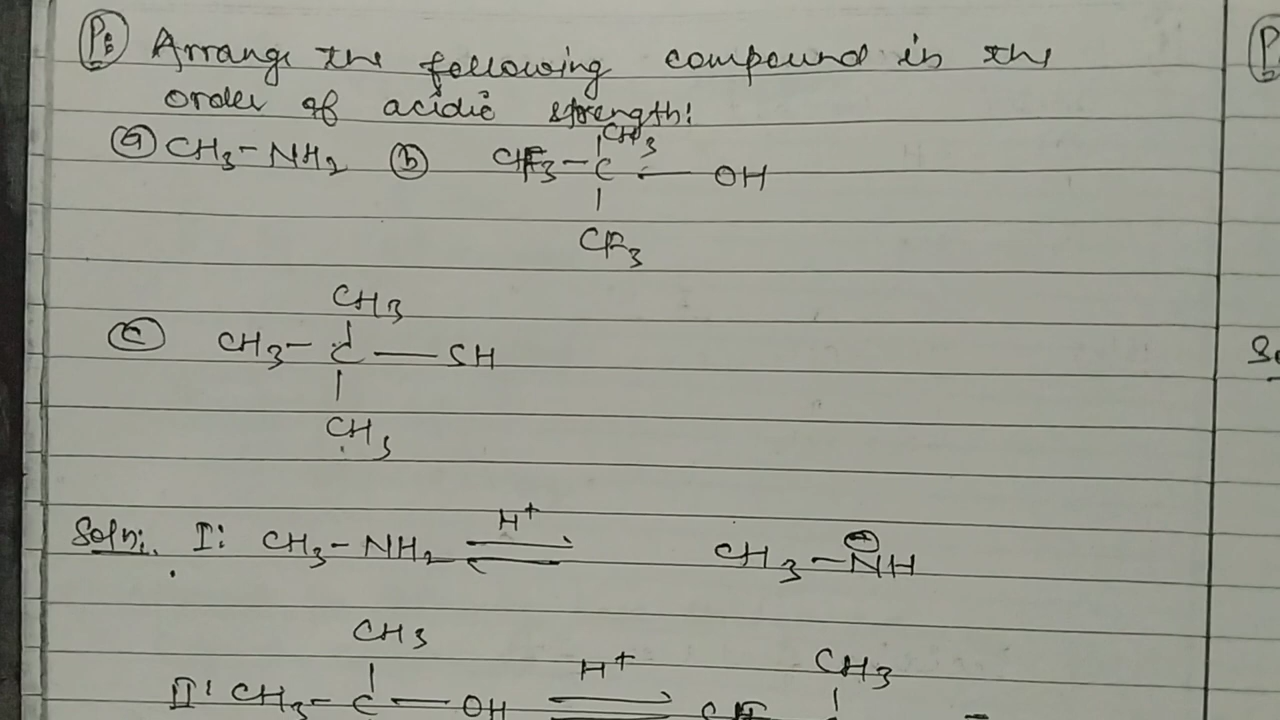 P: Arrange the following compound in the
order of acidic strength:
(a) CH3-NH2 (b) CF3-C-OH
CH3
CF3
(c) CH3-C-SH
CH3
CH3
Soln: I: CH3-NH2 ⇌ CH3-NH
H+
⊖
CH3
CH3
II: CH3-C-OH
H+
P